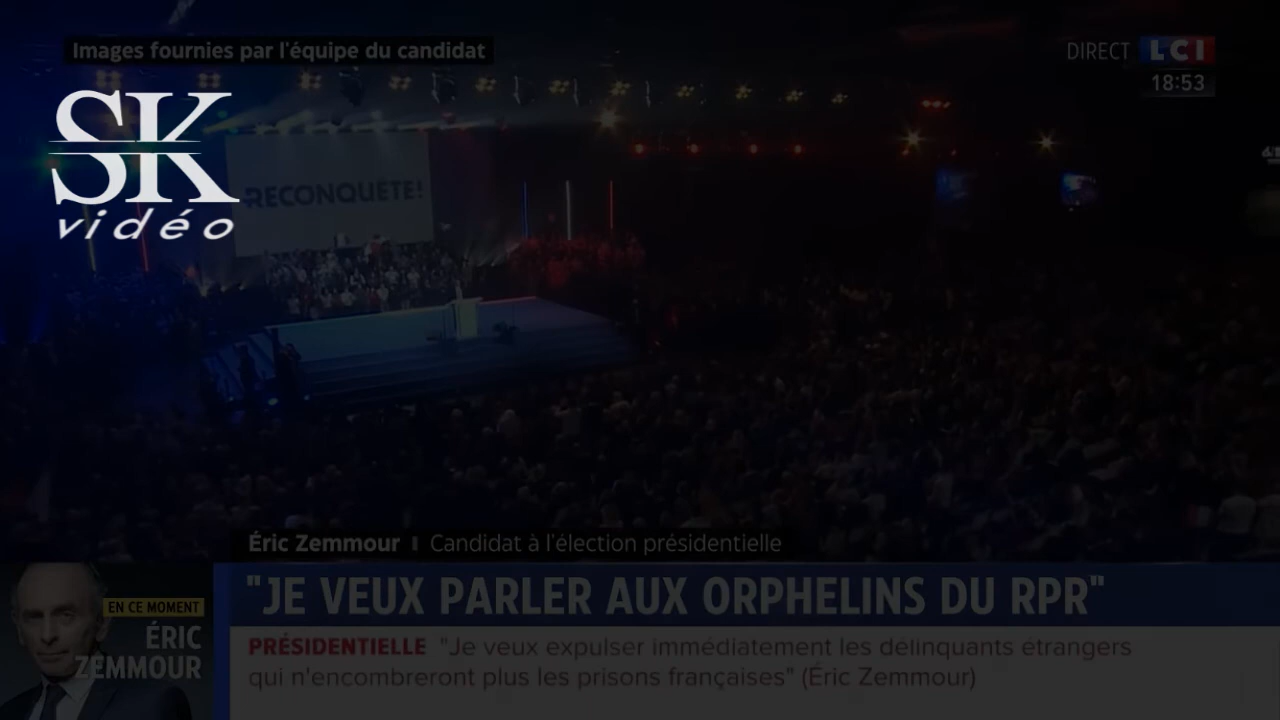 Images fournies par l'équipe du candidat
DIRECT LCI
18:53
SK
vidéo
RECONQUÊTE!
Éric Zemmour Candidat à l'élection présidentielle
EN CE MOMENT
ÉRIC
ZEMMOUR
"JE VEUX PARLER AUX ORPHELINS DU RPR"
PRÉSIDENTIELLE "Je veux expulser immédiatement les délinquants étrangers
qui n'encombreront plus les prisons françaises" (Éric Zemmour)